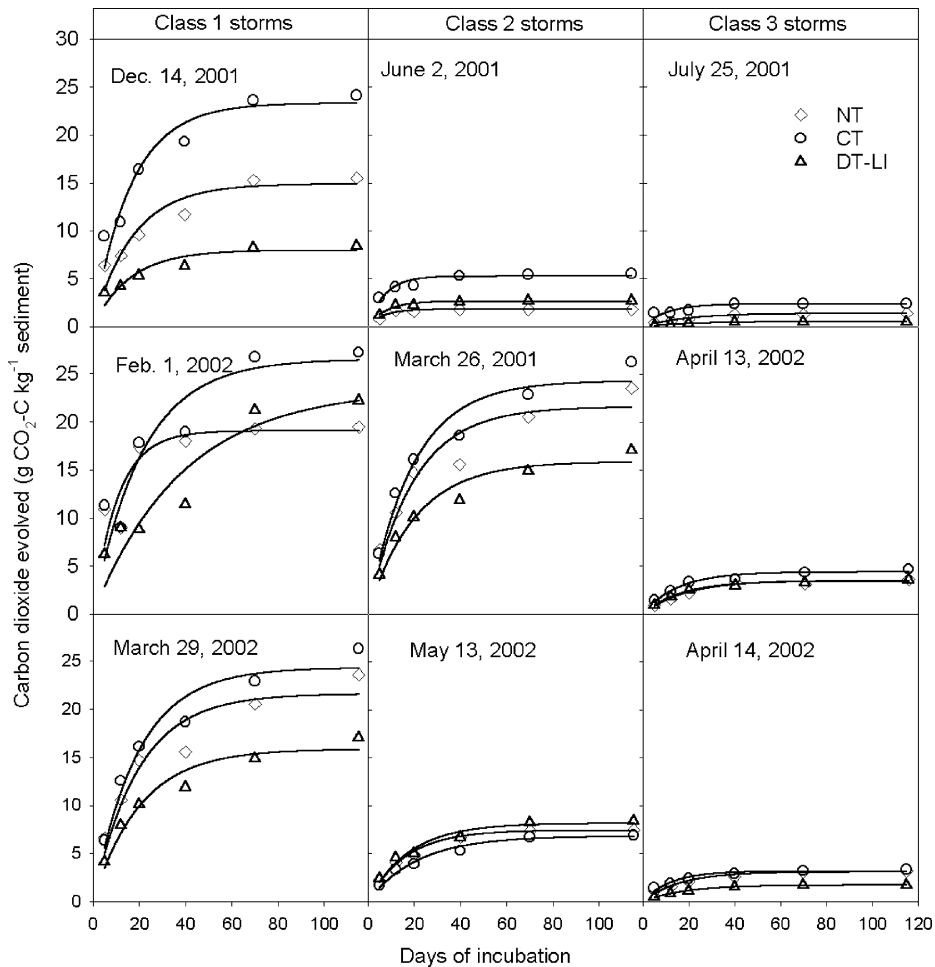 Class 1 storms
Class 2 storms
Class 3 storms
30
25
20
15
10
5
0
Dec. 14, 2001
June 2, 2001
July 25, 2001
NT
CT
DT-LI
Carbon dioxide evolved (g CO₂-C kg⁻¹ sediment)
25
20
15
10
5
0
Feb. 1, 2002
March 26, 2001
April 13, 2002
25
20
15
10
5
0
March 29, 2002
May 13, 2002
April 14, 2002
0 20 40 60 80 100
0 20 40 60 80 100
0 20 40 60 80 100 120
Days of incubation